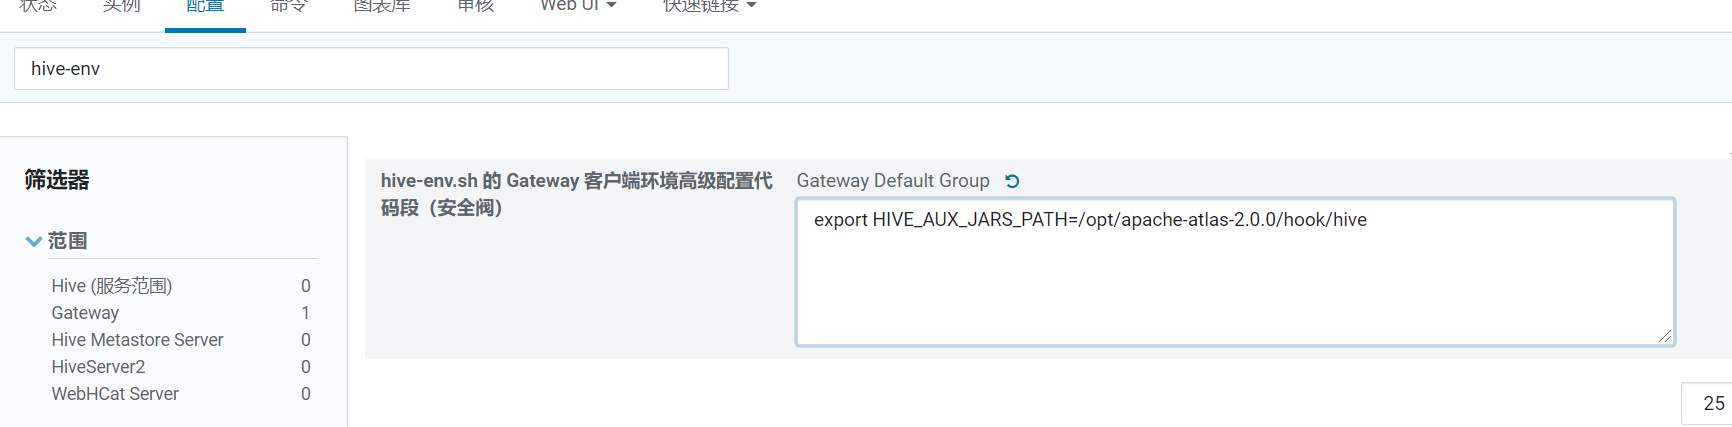 状态 实例 配置 命令 图表库 审核 Web UI 快速链接
hive-env
筛选器
范围
Hive (服务范围) 0
Gateway 1
Hive Metastore Server 0
HiveServer2 0
WebHCat Server 0
hive-env.sh 的 Gateway 客户端环境高级配置代
码段（安全阀）
Gateway Default Group
export HIVE_AUX_JARS_PATH=/opt/apache-atlas-2.0.0/hook/hive
25